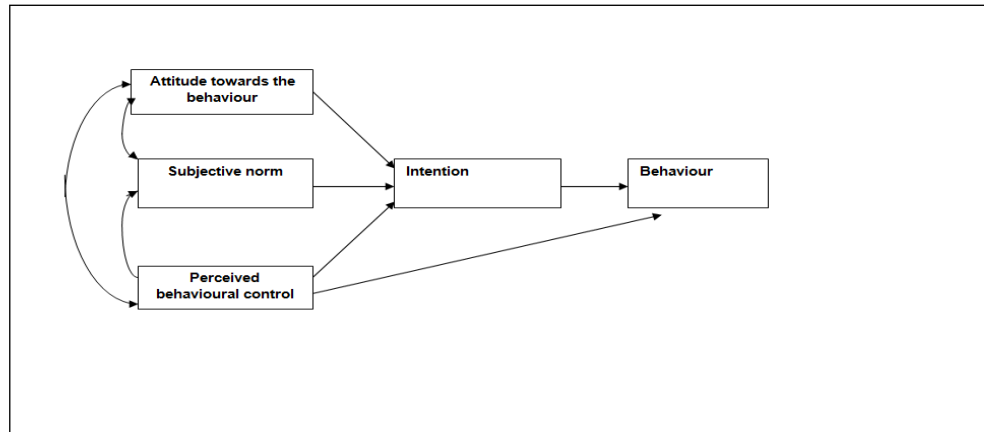 Attitude towards the
behaviour
Subjective norm
Intention
Behaviour
Perceived
behavioural control